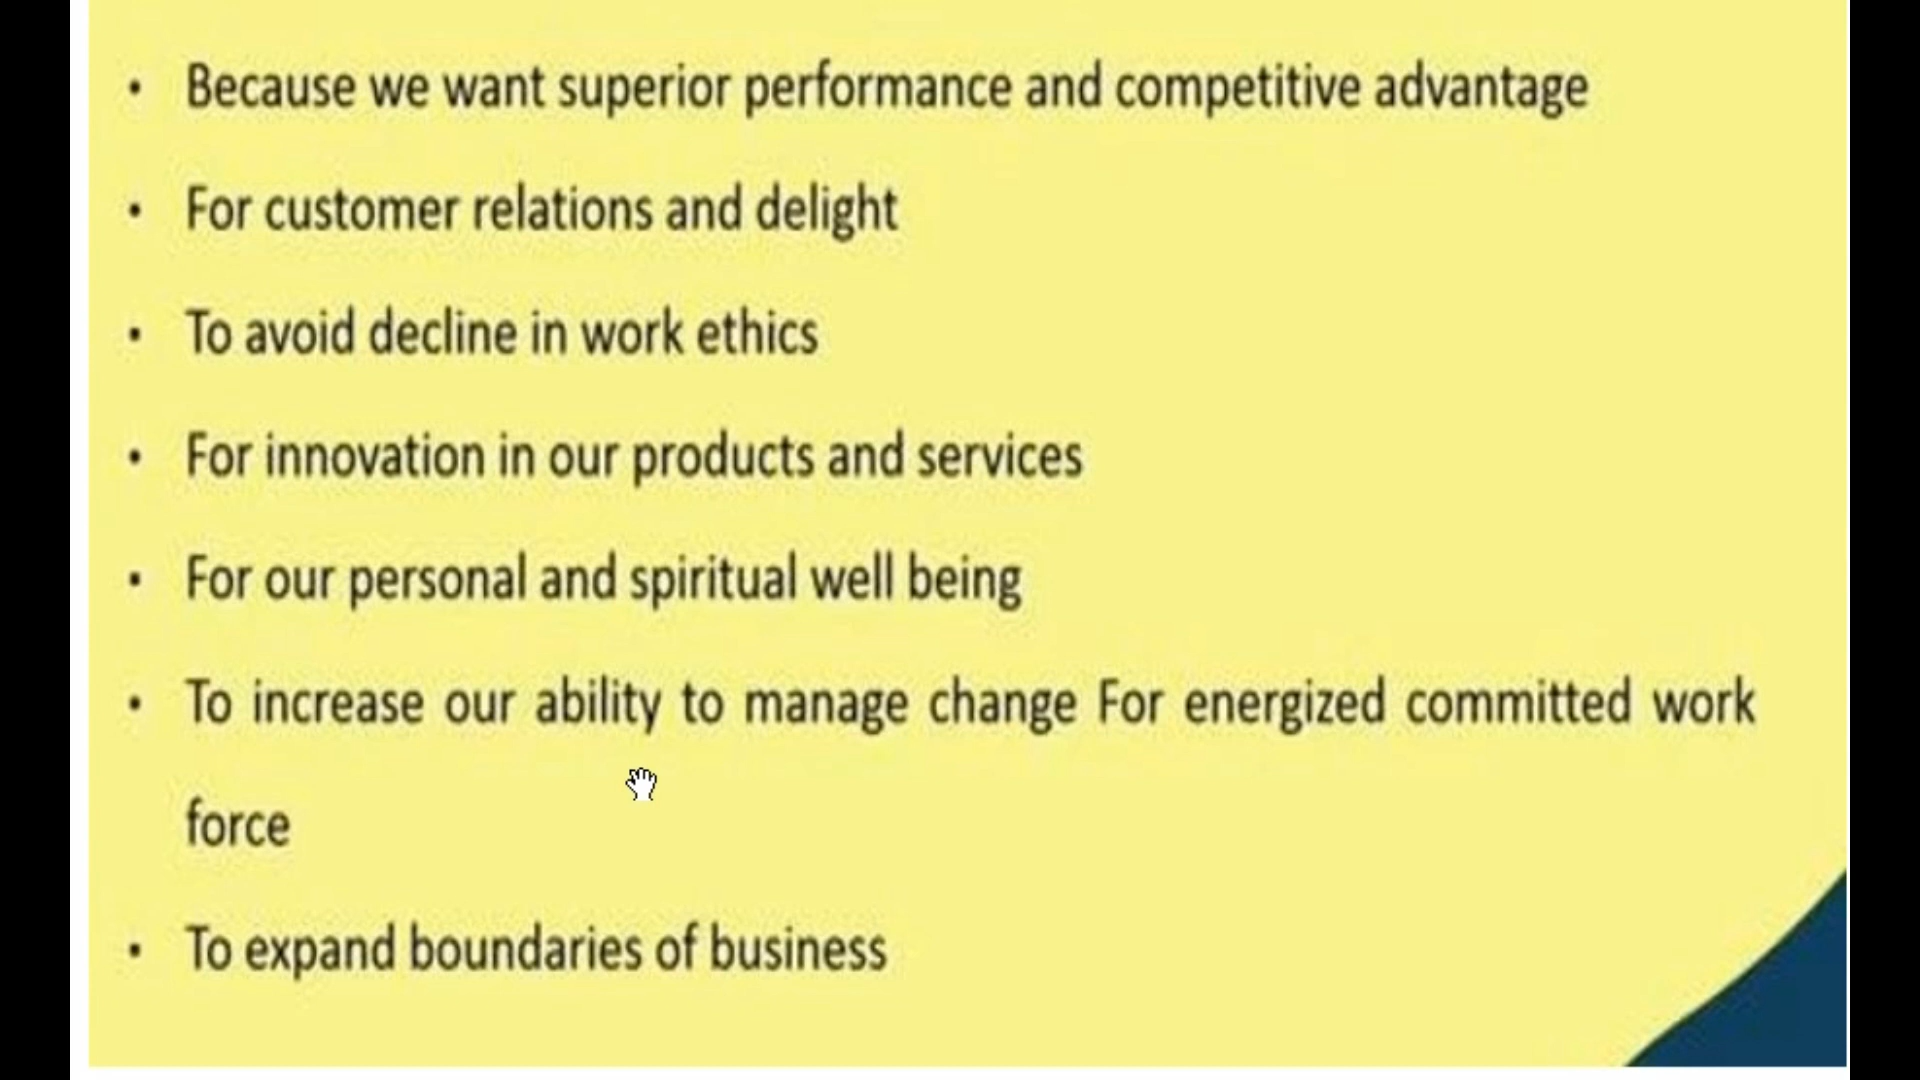 • Because we want superior performance and competitive advantage
• For customer relations and delight
• To avoid decline in work ethics
• For innovation in our products and services
• For our personal and spiritual well being
• To increase our ability to manage change For energized committed work
force
• To expand boundaries of business